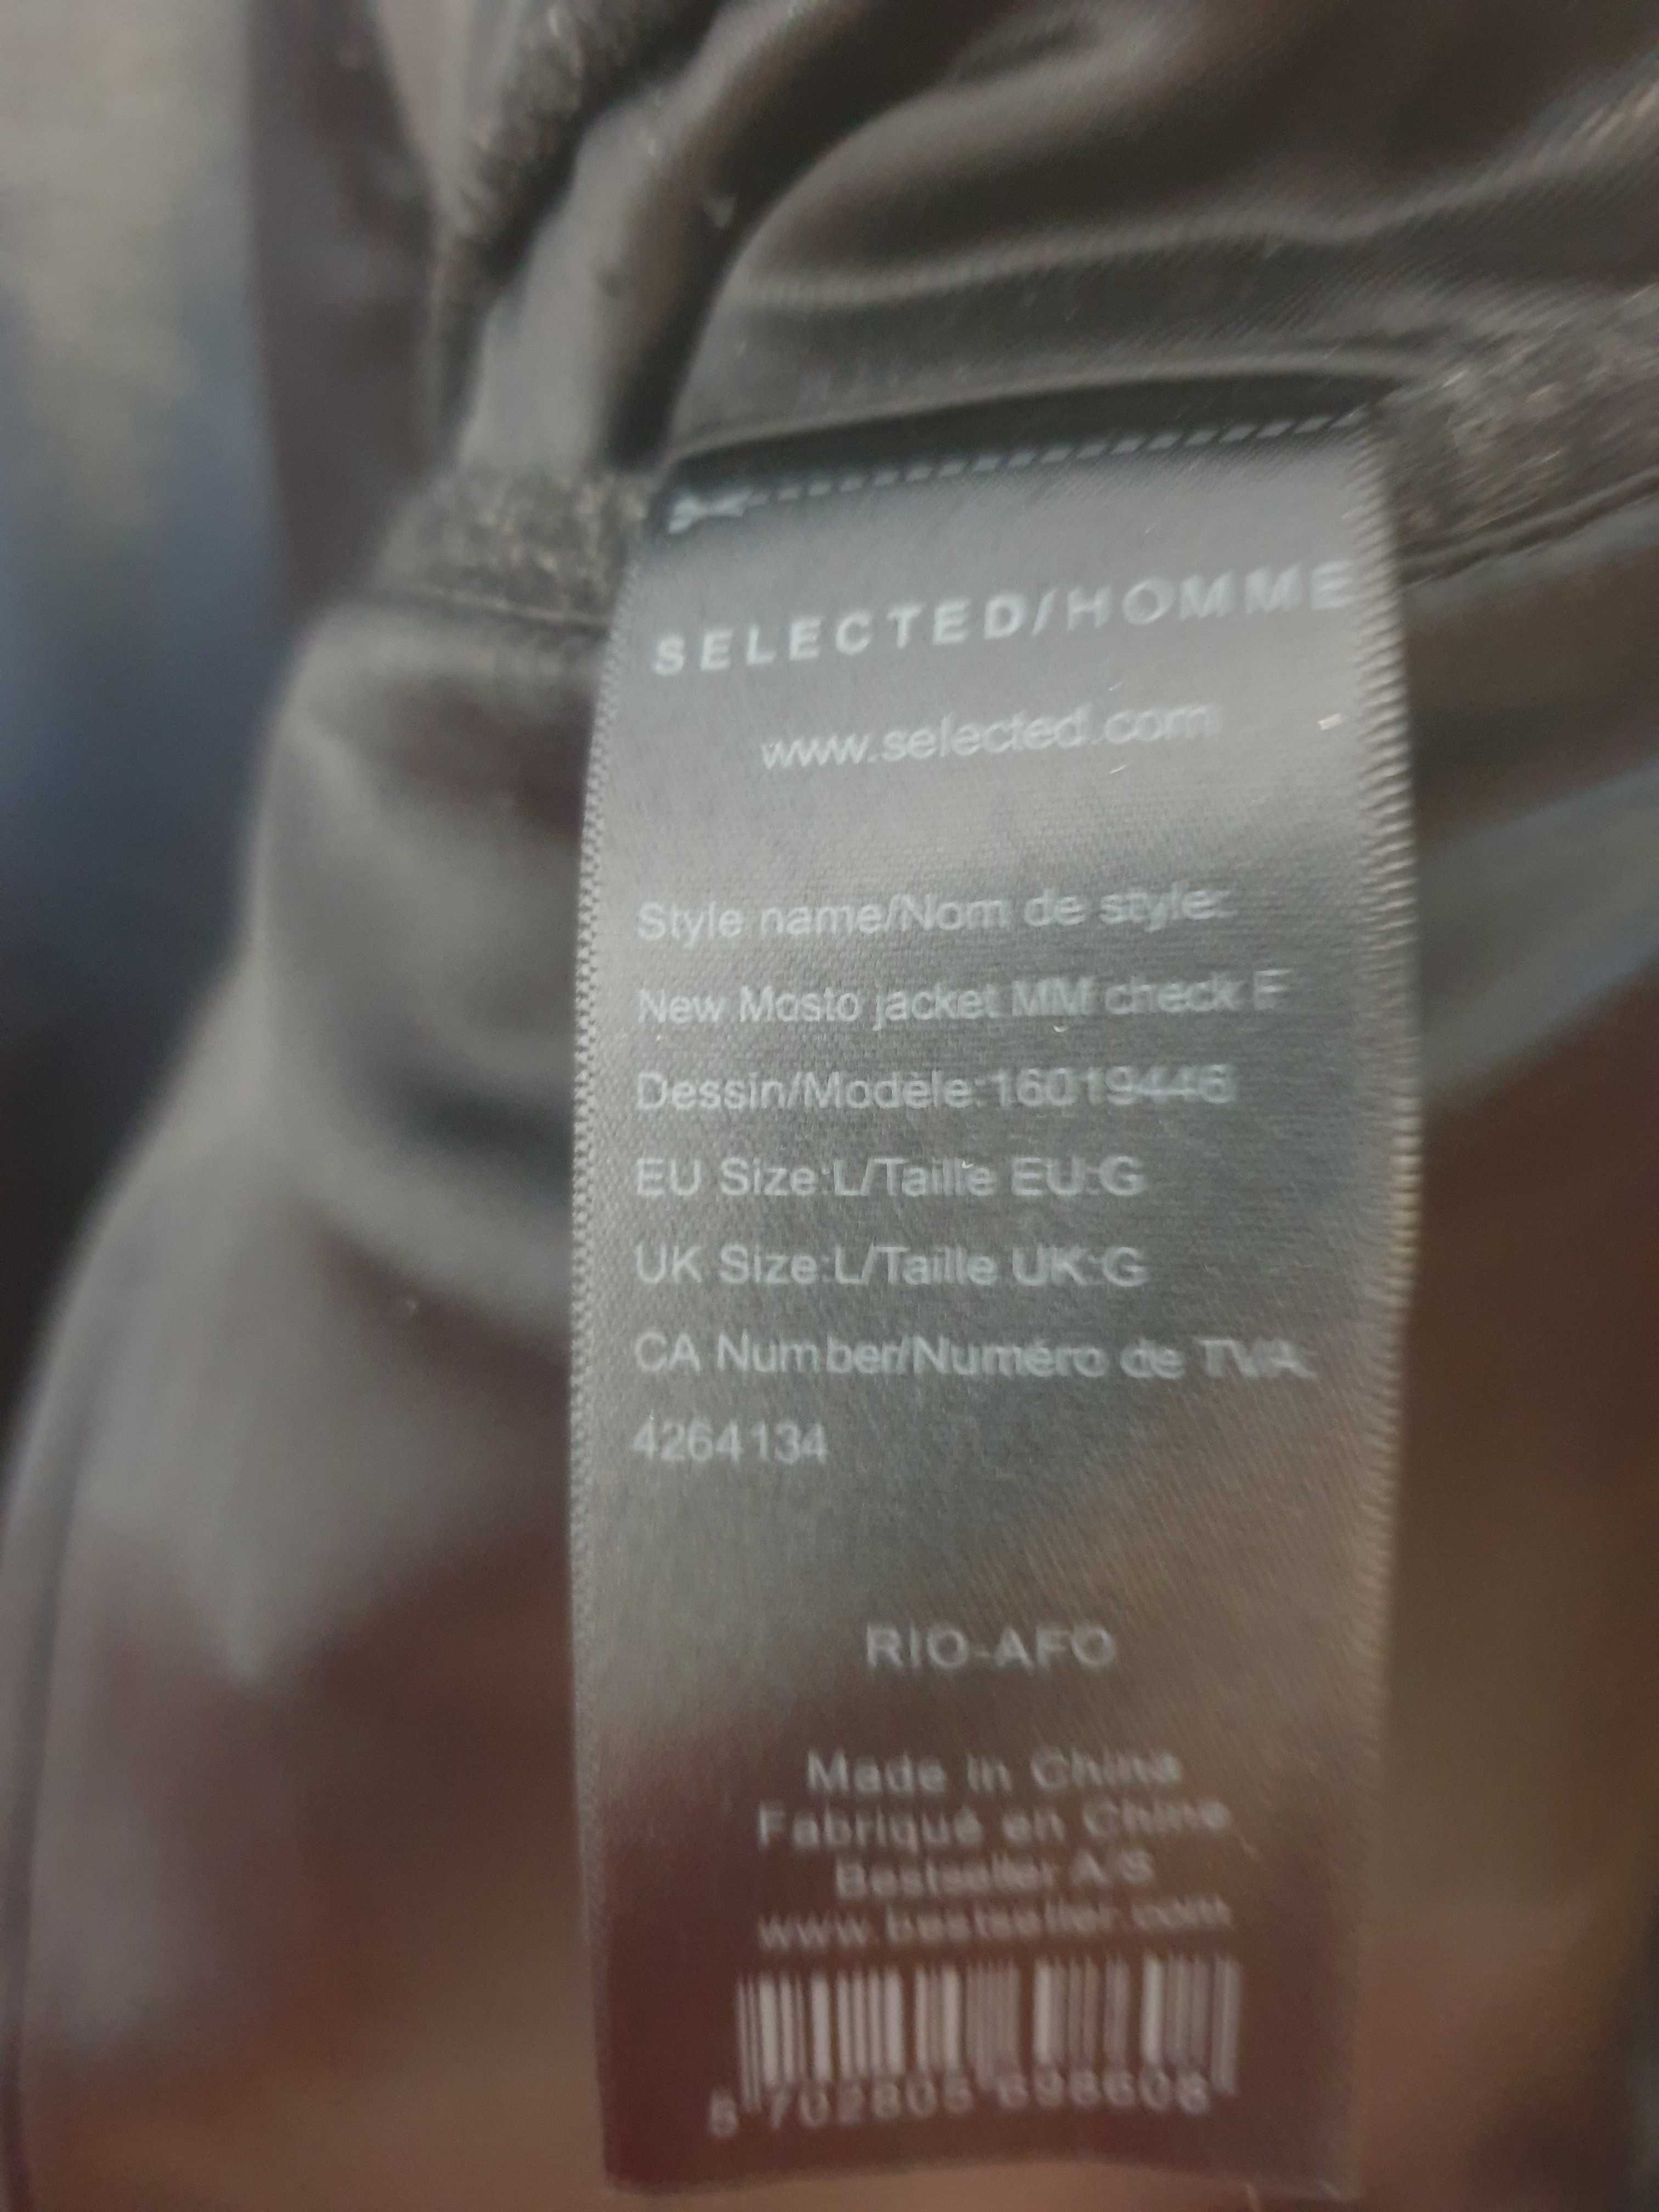 SELECTED/HOMME
www.selected.com
Style name/Nom de style:
New Mosto jacket MM check F
Dessin/Modèle:16019446
EU Size:L/Taille EU:G
UK Size:L/Taille UK:G
CA Number/Numéro de TVA:
4264134
RIO-AFO
Made in China
Fabriqué en Chine
Bestseller A/S
www.bestseller.com